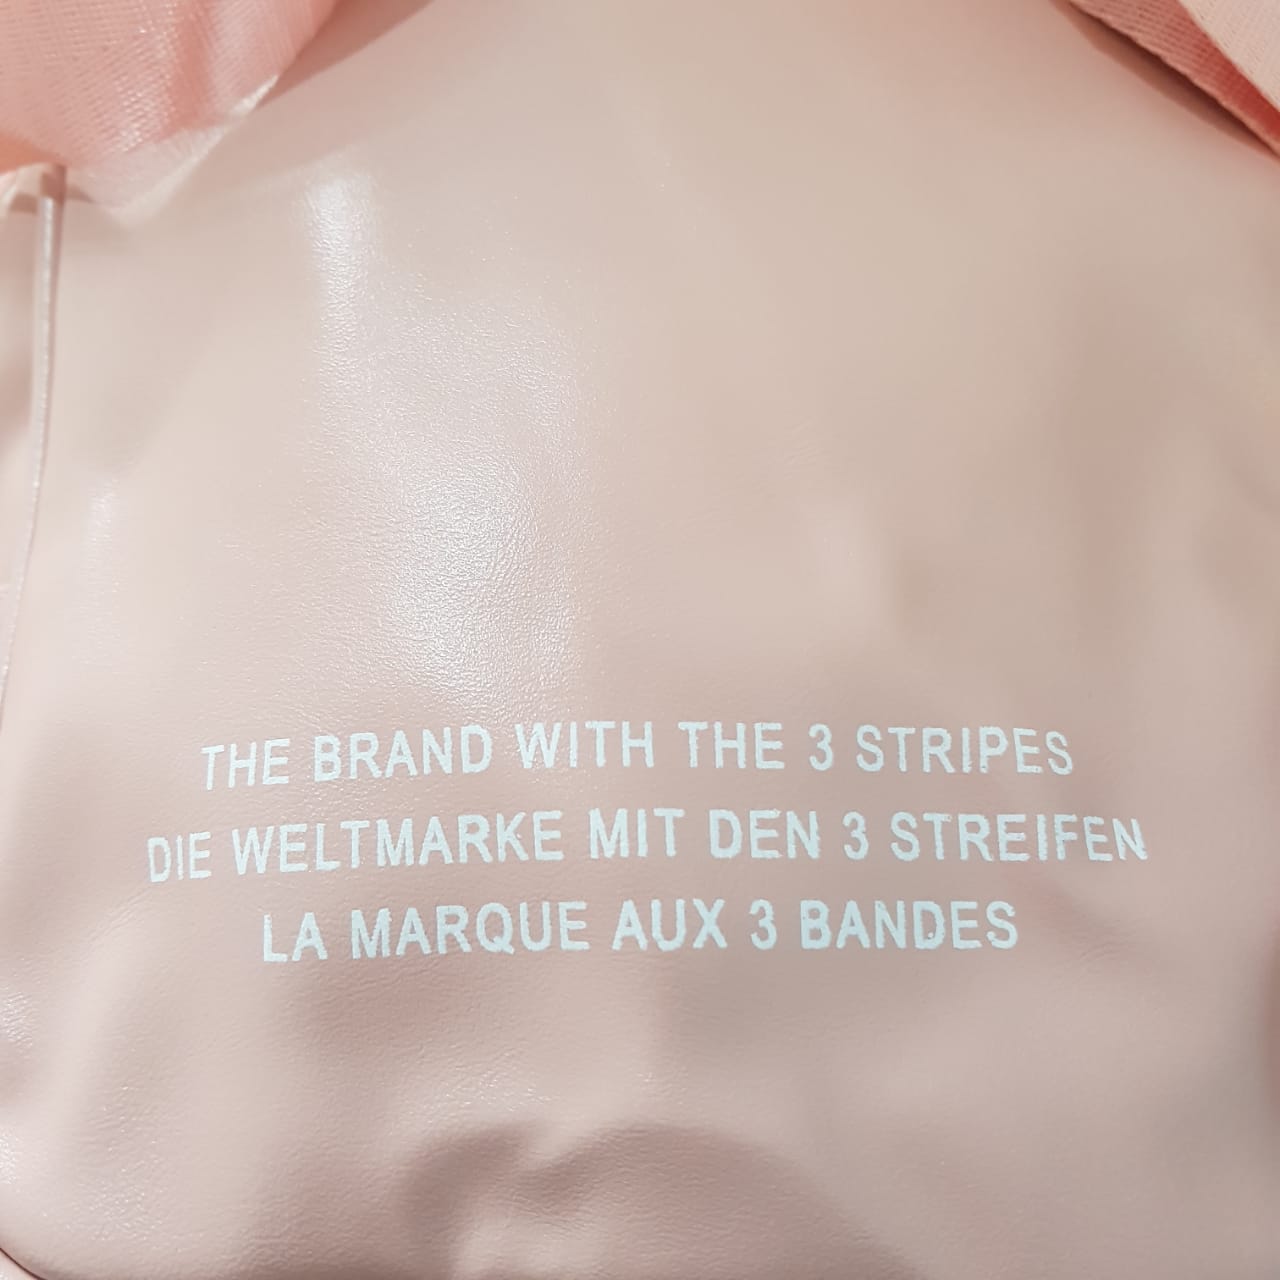 THE BRAND WITH THE 3 STRIPES
DIE WELTMARKE MIT DEN 3 STREIFEN
LA MARQUE AUX 3 BANDES